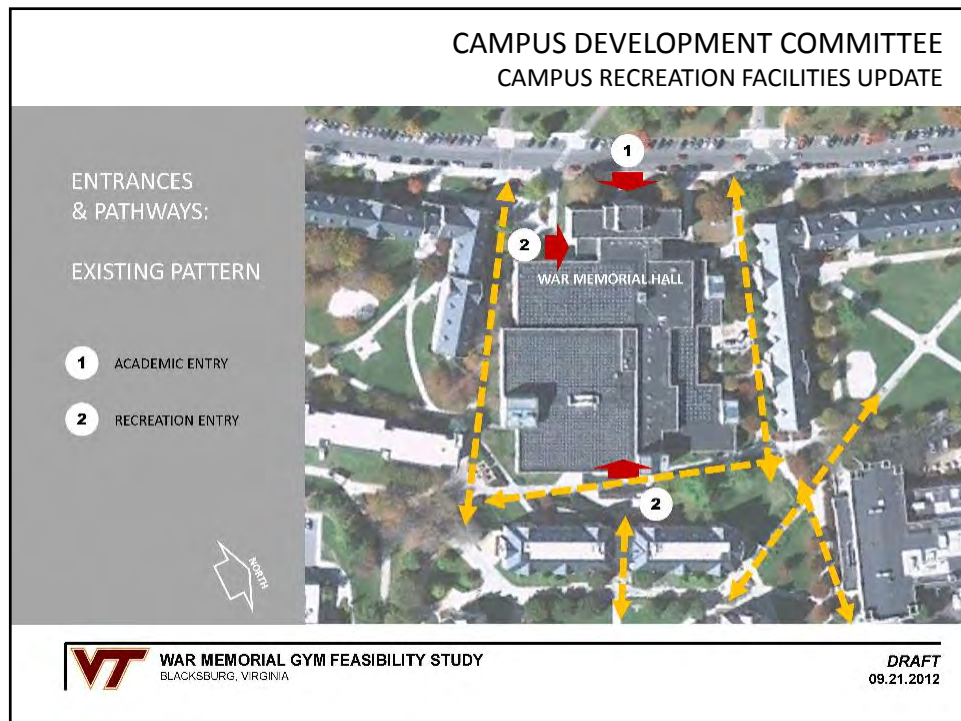 CAMPUS DEVELOPMENT COMMITTEE
CAMPUS RECREATION FACILITIES UPDATE
ENTRANCES
& PATHWAYS:
EXISTING PATTERN
1 ACADEMIC ENTRY
2 RECREATION ENTRY
NORTH
1
2
WAR MEMORIAL HALL
2
VT
WAR MEMORIAL GYM FEASIBILITY STUDY
BLACKSBURG, VIRGINIA
DRAFT
09.21.2012